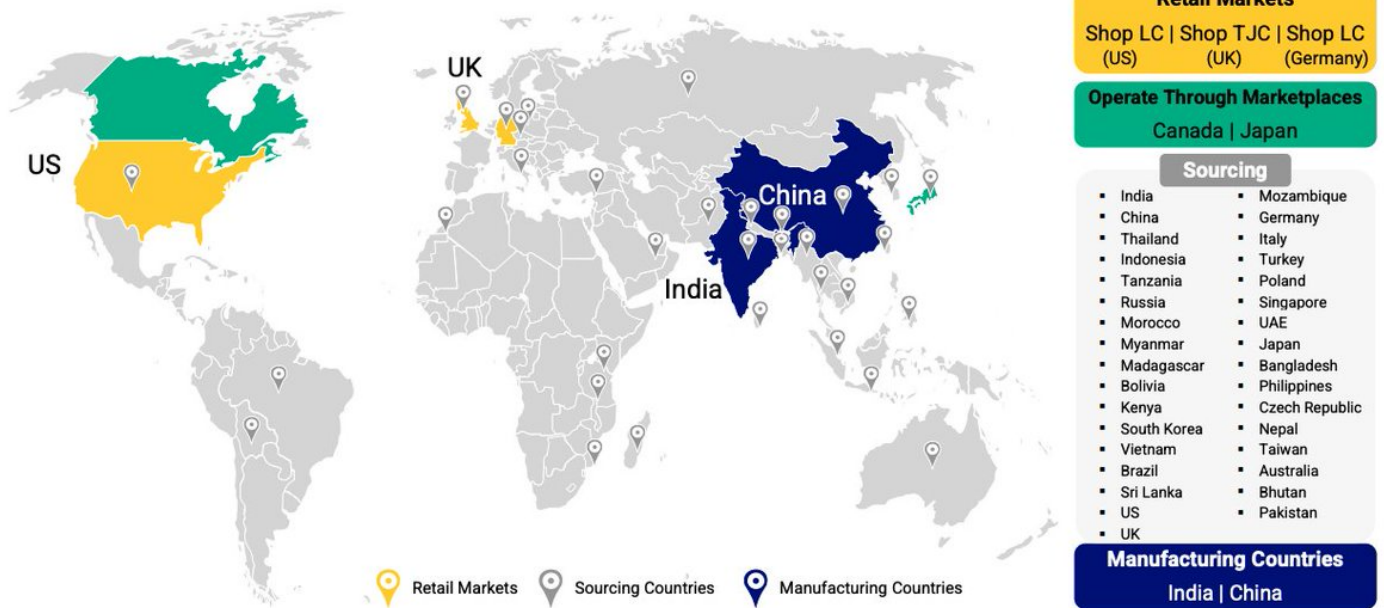 UK
US
China
India
Retail Markets
Sourcing Countries
Manufacturing Countries
Retail Markets
Shop LC | Shop TJC | Shop LC
(US) (UK) (Germany)
Operate Through Marketplaces
Canada | Japan
Sourcing
▪ India
▪ China
▪ Thailand
▪ Indonesia
▪ Tanzania
▪ Russia
▪ Morocco
▪ Myanmar
▪ Madagascar
▪ Bolivia
▪ Kenya
▪ South Korea
▪ Vietnam
▪ Brazil
▪ Sri Lanka
▪ US
▪ UK
▪ Mozambique
▪ Germany
▪ Italy
▪ Turkey
▪ Poland
▪ Singapore
▪ UAE
▪ Japan
▪ Bangladesh
▪ Philippines
▪ Czech Republic
▪ Nepal
▪ Taiwan
▪ Australia
▪ Bhutan
▪ Pakistan
Manufacturing Countries
India | China